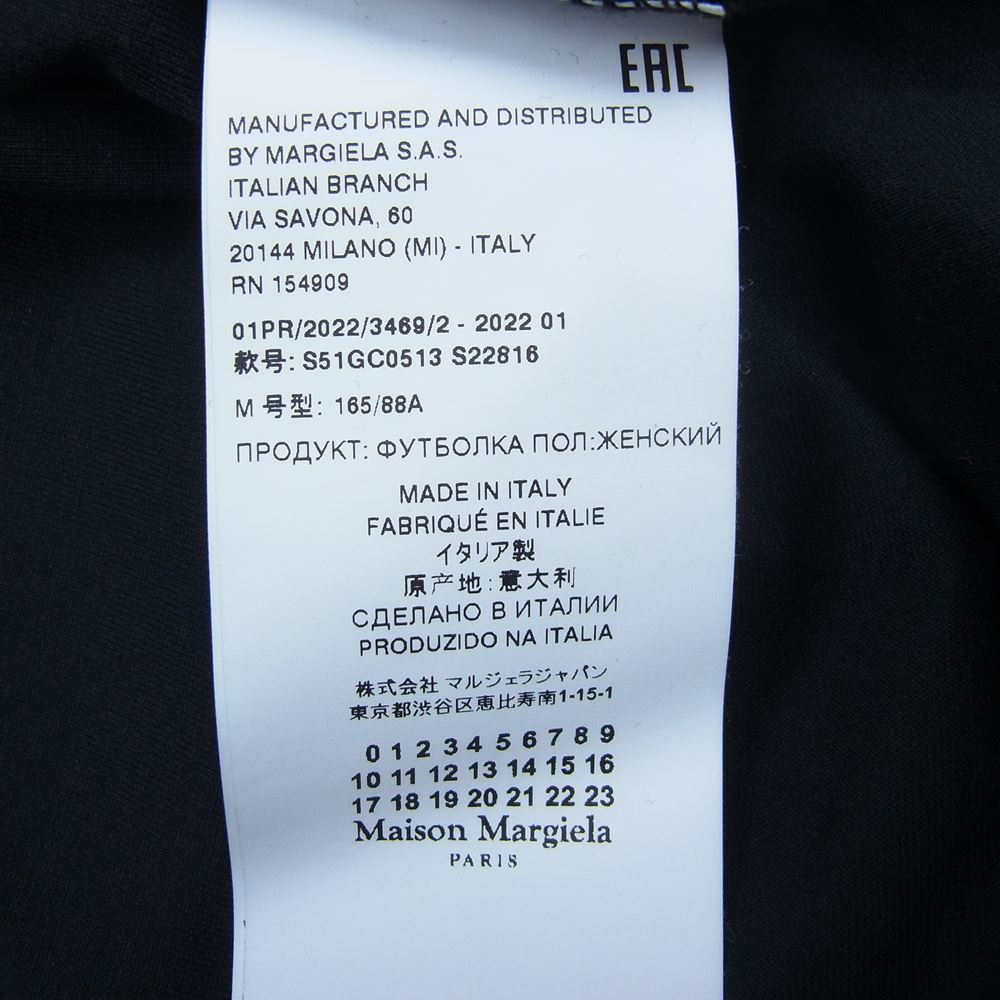 EAC
MANUFACTURED AND DISTRIBUTED
BY MARGIELA S.A.S.
ITALIAN BRANCH
VIA SAVONA, 60
20144 MILANO (MI) - ITALY
RN 154909
01PR/2022/3469/2 - 2022 01
款号: S51GC0513 S22816
M 号型: 165/88A
ПРОДУКТ: ФУТБОЛКА ПОЛ:ЖЕНСКИЙ
MADE IN ITALY
FABRIQUÉ EN ITALIE
イタリア製
原产地: 意大利
СДЕЛАНО В ИТАЛИИ
PRODUZIDO NA ITALIA
株式会社 マルジェラジャパン
東京都渋谷区恵比寿南1-15-1
0 1 2 3 4 5 6 7 8 9
10 11 12 13 14 15 16
17 18 19 20 21 22 23
Maison Margiela
PARIS